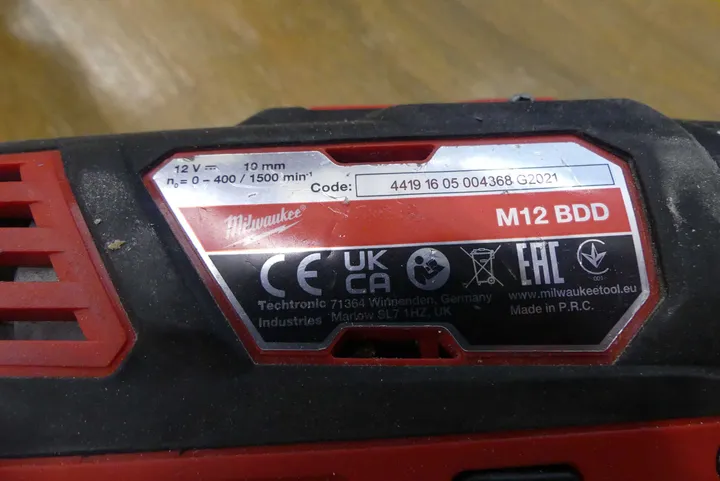 12 V ⎓ 10 mm
n₀= 0 – 400 / 1500 min⁻¹
Code: 4419 16 05 004368 G2021
Milwaukee
M12 BDD
CE UK CA EAC
001
Techtronic 71364 Winnenden, Germany
www.milwaukeetool.eu
Industries Marlow SL7 1HZ, UK
Made in P.R.C.